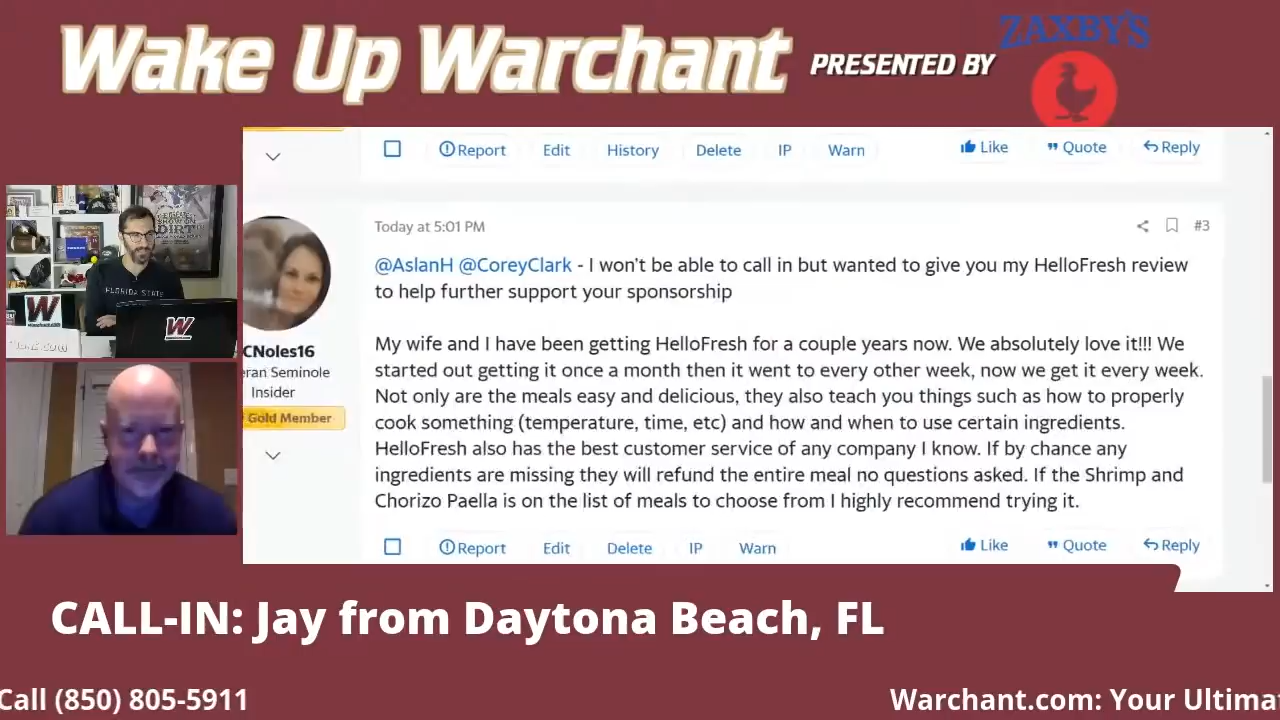 Wake Up Warchant
PRESENTED BY
ZAXBY'S
Report Edit History Delete IP Warn Like Quote Reply
Today at 5:01 PM
#3
@AslanH @CoreyClark - I won't be able to call in but wanted to give you my HelloFresh review
to help further support your sponsorship
My wife and I have been getting HelloFresh for a couple years now. We absolutely love it!!! We
started out getting it once a month then it went to every other week, now we get it every week.
Not only are the meals easy and delicious, they also teach you things such as how to properly
cook something (temperature, time, etc) and how and when to use certain ingredients.
HelloFresh also has the best customer service of any company I know. If by chance any
ingredients are missing they will refund the entire meal no questions asked. If the Shrimp and
Chorizo Paella is on the list of meals to choose from I highly recommend trying it.
CNoles16
eran Seminole
Insider
Gold Member
Report Edit Delete IP Warn Like Quote Reply
FLORIDA STATE
W
W
DIRT
CALL-IN: Jay from Daytona Beach, FL
Call (850) 805-5911
Warchant.com: Your Ultima